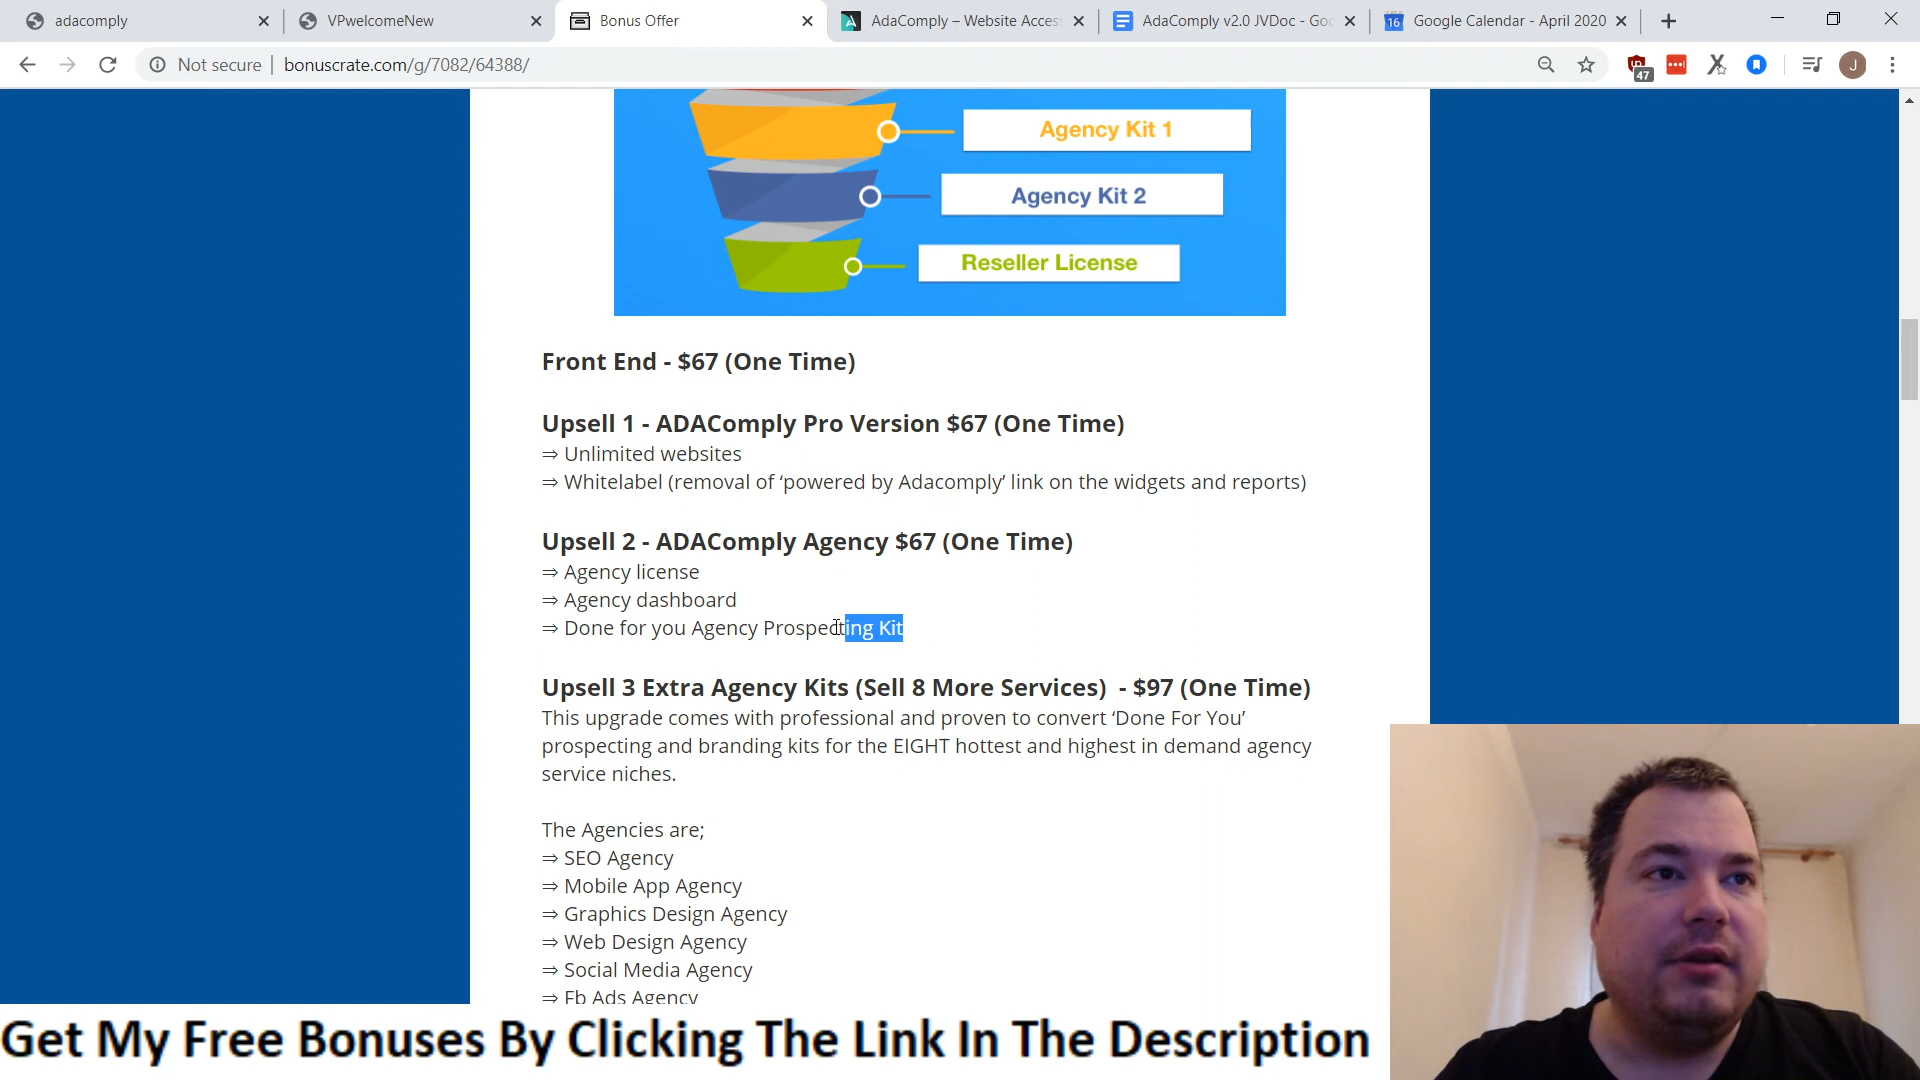 adacomply
VPwelcomeNew
Bonus Offer
AdaComply – Website Acces
AdaComply v2.0 JVDoc - Goo
16
Google Calendar - April 2020
Not secure
bonuscrate.com/g/7082/64388/
47
J
Agency Kit 1
Agency Kit 2
Reseller License
Front End - $67 (One Time)
Upsell 1 - ADAComply Pro Version $67 (One Time)
⇒ Unlimited websites
⇒ Whitelabel (removal of ‘powered by Adacomply’ link on the widgets and reports)
Upsell 2 - ADAComply Agency $67 (One Time)
⇒ Agency license
⇒ Agency dashboard
⇒ Done for you Agency Prospecting Kit
Upsell 3 Extra Agency Kits (Sell 8 More Services)  - $97 (One Time)
This upgrade comes with professional and proven to convert ‘Done For You’
prospecting and branding kits for the EIGHT hottest and highest in demand agency
service niches.
The Agencies are;
⇒ SEO Agency
⇒ Mobile App Agency
⇒ Graphics Design Agency
⇒ Web Design Agency
⇒ Social Media Agency
⇒ Fb Ads Agency
Get My Free Bonuses By Clicking The Link In The Description